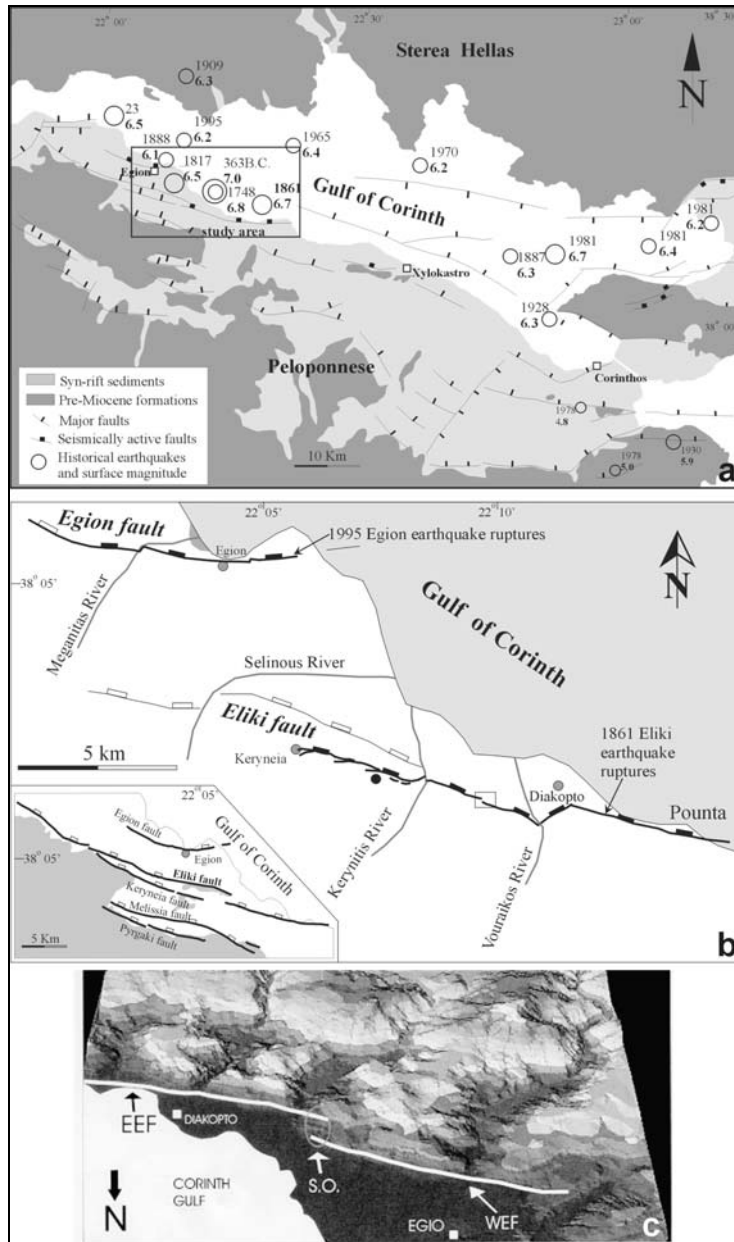 22° 00'
22° 30'
23° 00'
38° 30'
1909
6.3
Sterea Hellas
N
23
6.5
1995
6.2
1888
6.1
1965
6.4
1970
6.2
Egion
1817
6.5
363B.C.
7.0
1748
6.8
1861
6.7
study area
Gulf of Corinth
1981
6.2
1981
6.4
1981
6.7
1887
6.3
Xylokastro
1928
6.3
38° 00'
Peloponnese
Corinthos
1978
4.8
1930
5.9
1978
5.0
Syn-rift sediments
Pre-Miocene formations
Major faults
Seismically active faults
Historical earthquakes
and surface magnitude
10 Km
a
22° 05'
22° 10'
Egion fault
Egion
1995 Egion earthquake ruptures
38° 05'
N
Meganitas River
Gulf of Corinth
Selinous River
Eliki fault
5 km
Keryneia
1861 Eliki
earthquake
ruptures
Diakopto
Pounta
Kerynitis River
Vouraikos River
22° 05'
Egion fault
Gulf of Corinth
38° 05'
Egion
Eliki fault
Keryneia fault
Melissia fault
Pyrgaki fault
5 Km
b
EEF
DIAKOPTO
S.O.
N
CORINTH
GULF
WEF
EGIO
c